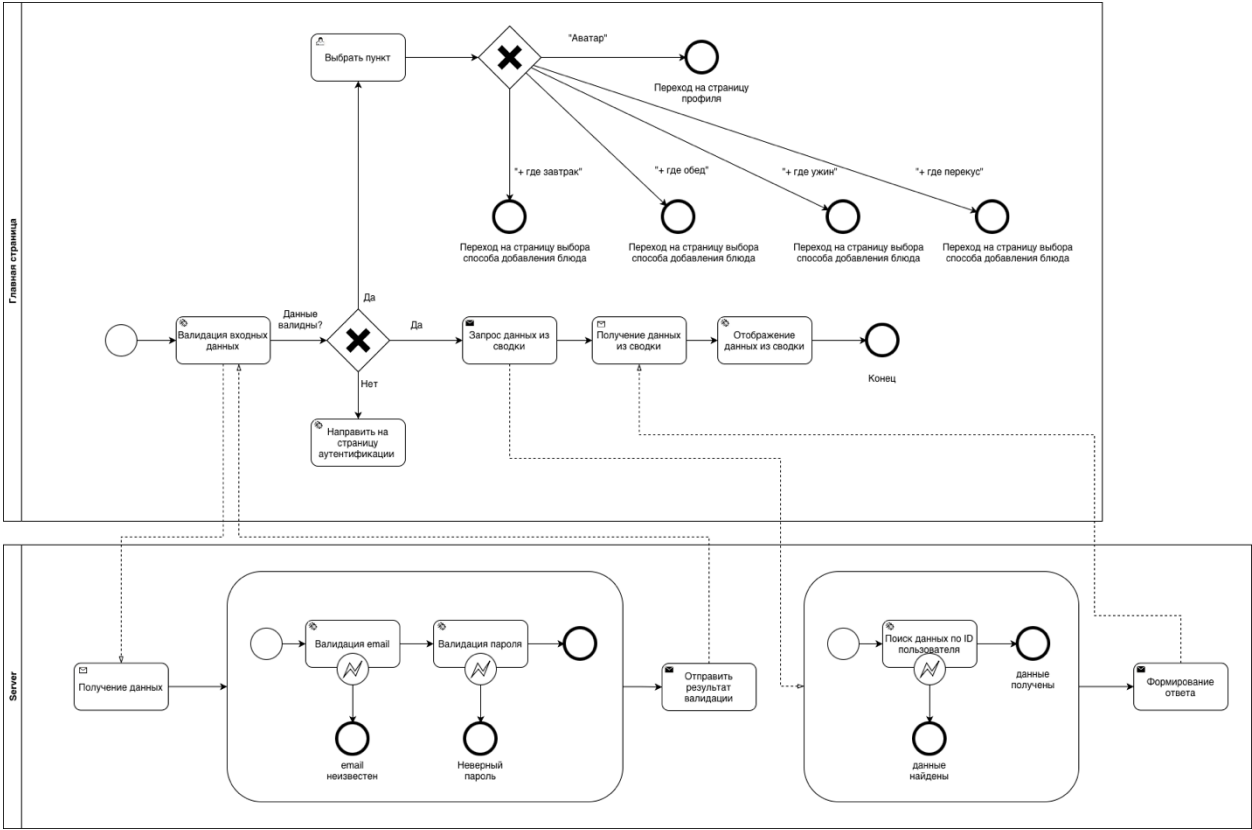 Главная страница
Выбрать пункт
"Аватар"
Переход на страницу
профиля
"+ где завтрак"
"+ где обед"
"+ где ужин"
"+ где перекус"
Переход на страницу выбора
способа добавления блюда
Переход на страницу выбора
способа добавления блюда
Переход на страницу выбора
способа добавления блюда
Переход на страницу выбора
способа добавления блюда
Валидация входных
данных
Данные
валидны?
Да
Да
Нет
Запрос данных из
сводки
Получение данных
из сводки
Отображение
данных из сводки
Конец
Направить на
страницу
аутентификации
Server
Получение данных
Валидация email
Валидация пароля
email
неизвестен
Неверный
пароль
Отправить
результат
валидации
Поиск данных по ID
пользователя
данные
получены
данные
найдены
Формирование
ответа